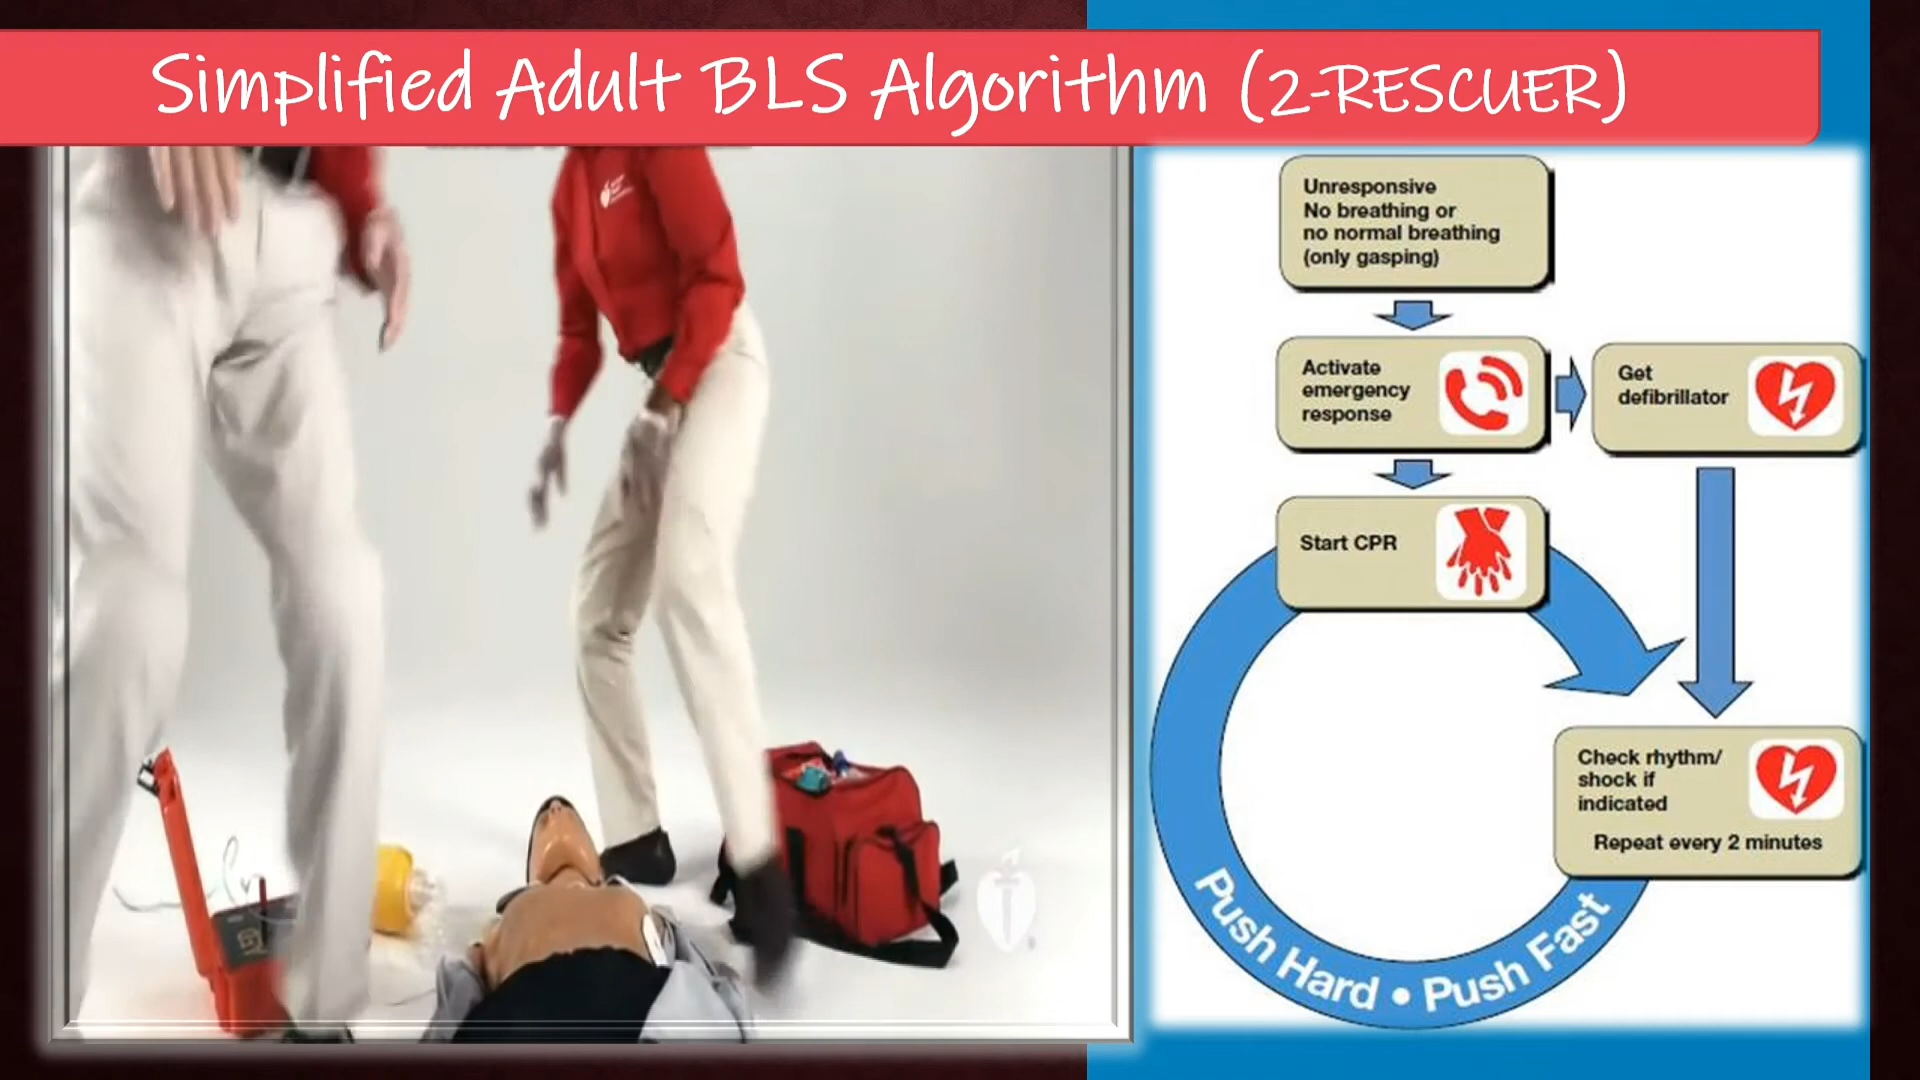 Simplified Adult BLS Algorithm (2-RESCUER)
Unresponsive
No breathing or
no normal breathing
(only gasping)
Activate
emergency
response
Get
defibrillator
Start CPR
Check rhythm/
shock if
indicated
Repeat every 2 minutes
Push Hard • Push Fast